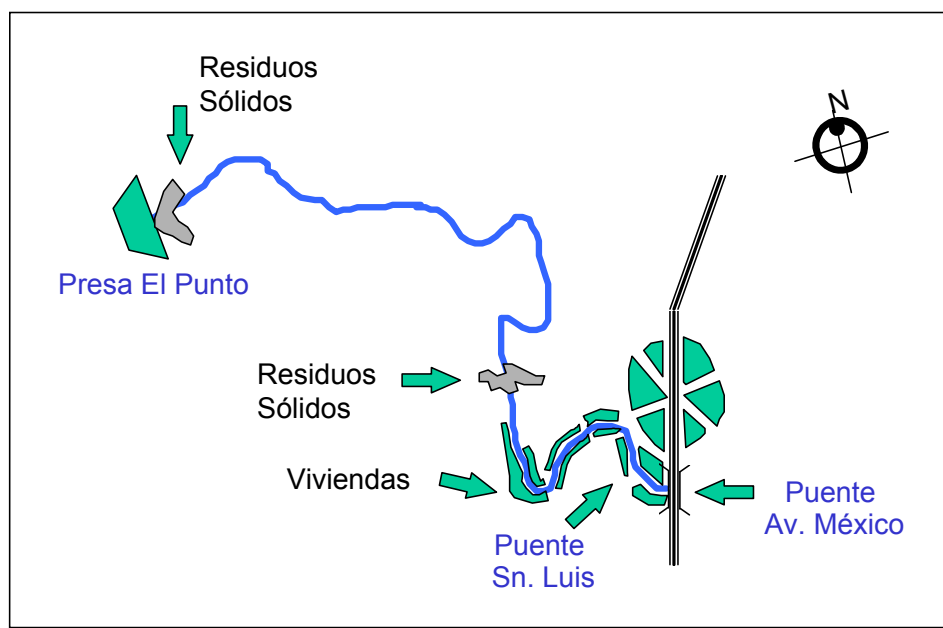 Residuos
Sólidos
N
Presa El Punto
Residuos
Sólidos
Viviendas
Puente
Sn. Luis
Puente
Av. México